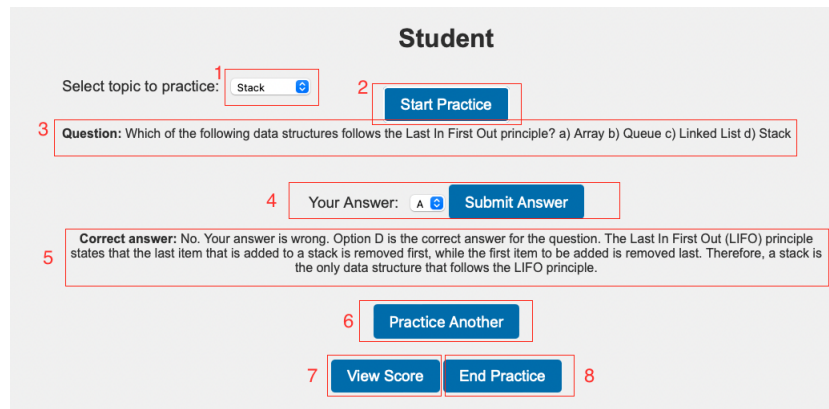 Student
1
Select topic to practice: Stack
2
Start Practice
3 Question: Which of the following data structures follows the Last In First Out principle? a) Array b) Queue c) Linked List d) Stack
4 Your Answer: A Submit Answer
Correct answer: No. Your answer is wrong. Option D is the correct answer for the question. The Last In First Out (LIFO) principle
5 states that the last item that is added to a stack is removed first, while the first item to be added is removed last. Therefore, a stack is
the only data structure that follows the LIFO principle.
6 Practice Another
7 View Score End Practice 8